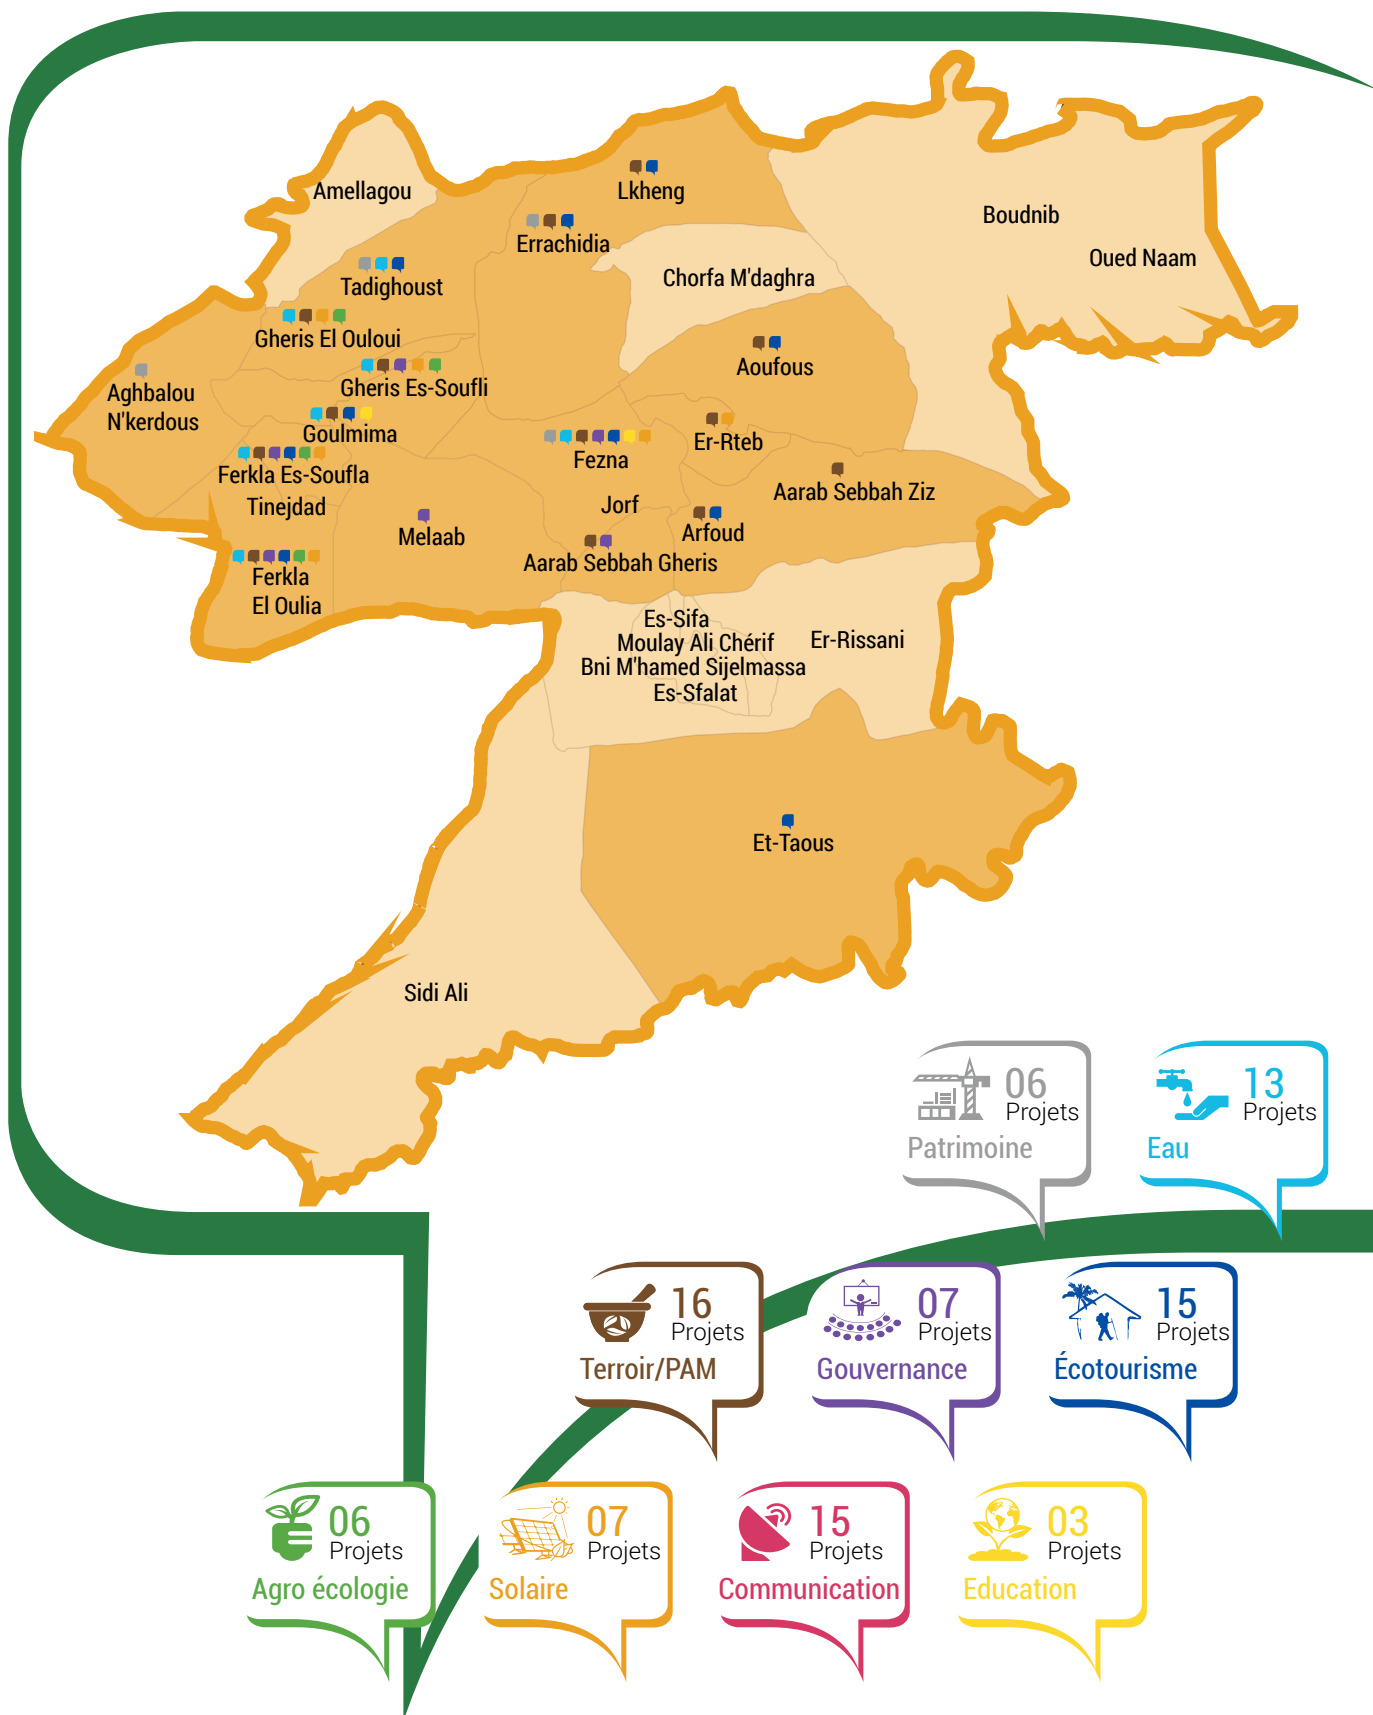 Amellagou
Lkheng
Errachidia
Boudnib
Oued Naam
Chorfa M'daghra
Tadighoust
Gheris El Ouloui
Aoufous
Gheris Es-Soufli
Aghbalou
N'kerdous
Goulmima
Er-Rteb
Fezna
Ferkla Es-Soufla
Tinejdad
Aarab Sebbah Ziz
Jorf
Arfoud
Melaab
Aarab Sebbah Gheris
Ferkla
El Oulia
Es-Sifa
Moulay Ali Chérif
Er-Rissani
Bni M'hamed Sijelmassa
Es-Sfalat
Et-Taous
Sidi Ali
06
Projets
Patrimoine
13
Projets
Eau
16
Projets
Terroir/PAM
07
Projets
Gouvernance
15
Projets
Écotourisme
06
Projets
Agro écologie
07
Projets
Solaire
15
Projets
Communication
03
Projets
Education